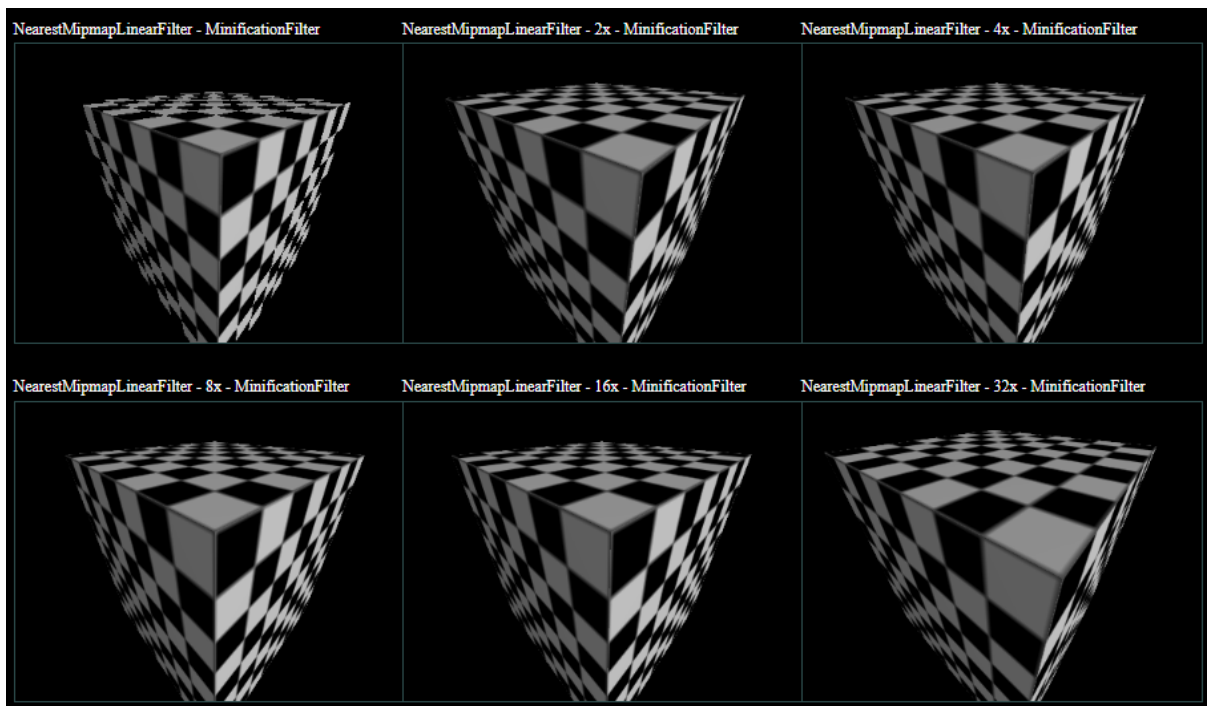 NearestMipmapLinearFilter - MinificationFilter
NearestMipmapLinearFilter - 2x - MinificationFilter
NearestMipmapLinearFilter - 4x - MinificationFilter
NearestMipmapLinearFilter - 8x - MinificationFilter
NearestMipmapLinearFilter - 16x - MinificationFilter
NearestMipmapLinearFilter - 32x - MinificationFilter